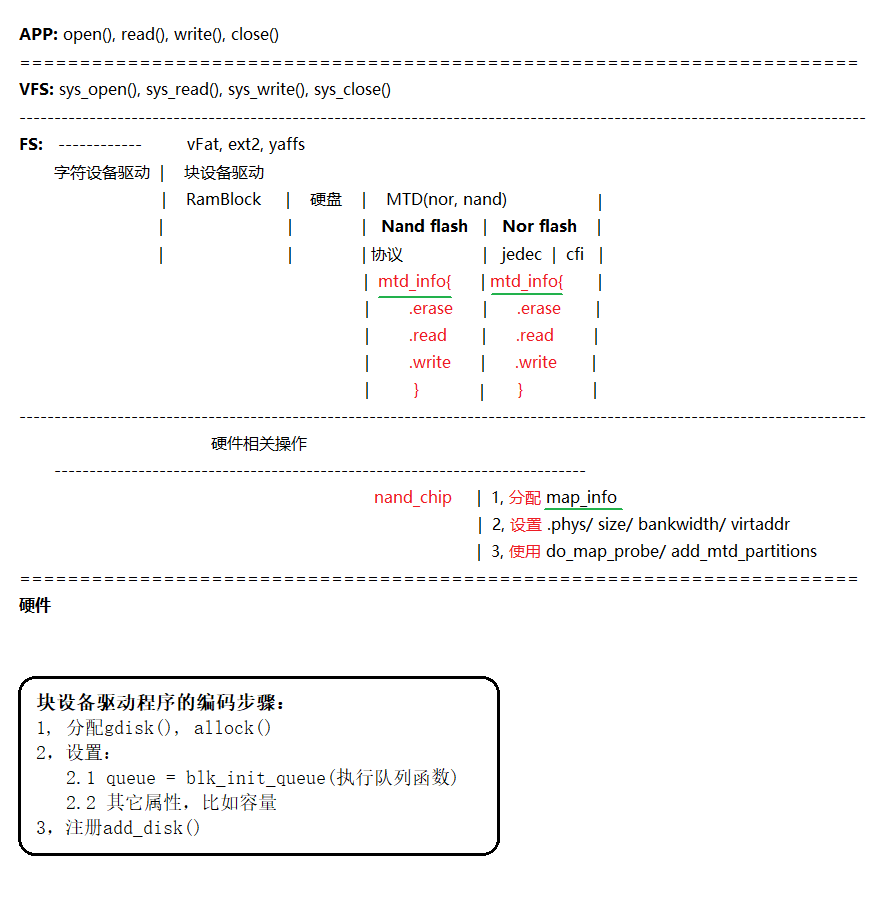 APP: open(), read(), write(), close()
======================================================================
VFS: sys_open(), sys_read(), sys_write(), sys_close()
-------------------------------------------------------------------------------------------------------------------------
FS: ------------ vFat, ext2, yaffs
字符设备驱动 | 块设备驱动
| RamBlock | 硬盘 | MTD(nor, nand) |
| | | Nand flash | Nor flash |
| | | 协议 | jedec | cfi |
| mtd_info{ | mtd_info{ |
| .erase | .erase |
| .read | .read |
| .write | .write |
| } | } |
-------------------------------------------------------------------------------------------------------------------------
硬件相关操作
----------------------------------------------------------------------------
nand_chip | 1, 分配 map_info
| 2, 设置 .phys/ size/ bankwidth/ virtaddr
| 3, 使用 do_map_probe/ add_mtd_partitions
======================================================================
硬件
块设备驱动程序的编码步骤：
1, 分配gdisk(), allock()
2, 设置：
2.1 queue = blk_init_queue(执行队列函数)
2.2 其它属性，比如容量
3, 注册add_disk()